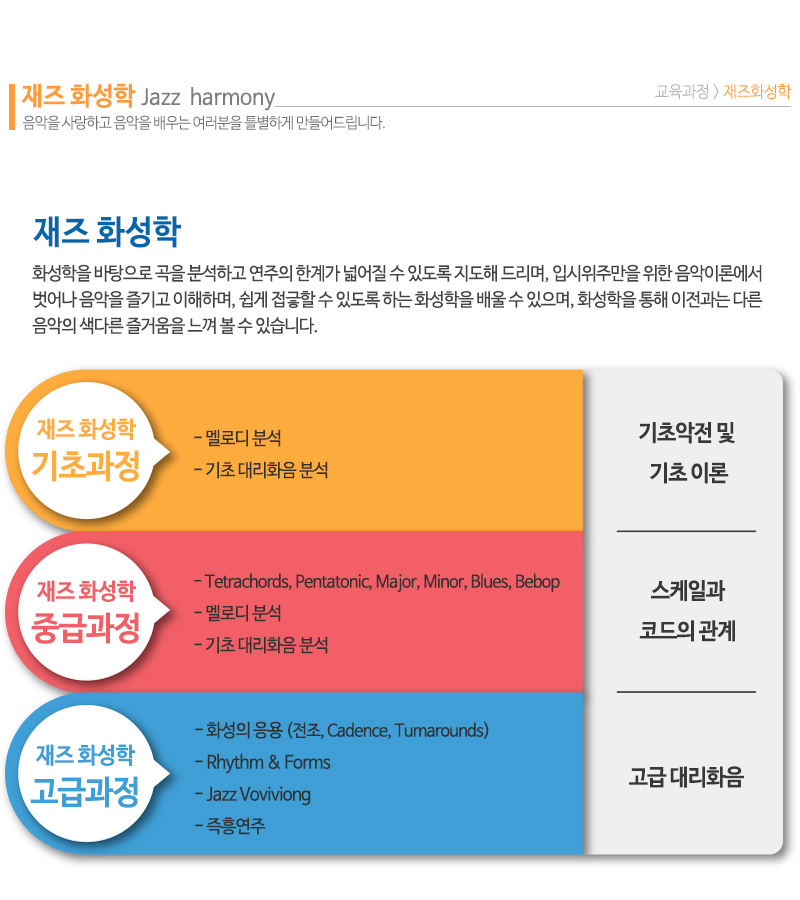 재즈 화성학 Jazz harmony
교육과정 > 재즈화성학
음악을 사랑하고 음악을 배우는 여러분을 특별하게 만들어드립니다.
재즈 화성학
화성학을 바탕으로 곡을 분석하고 연주의 한계가 넓어질 수 있도록 지도해 드리며, 입시위주만을 위한 음악이론에서
벗어나 음악을 즐기고 이해하며, 쉽게 접긓할 수 있도록 하는 화성학을 배울 수 있으며, 화성학을 통해 이전과는 다른
음악의 색다른 즐거움을 느껴 볼 수 있습니다.
재즈 화성학
기초과정
- 멜로디 분석
- 기초 대리화음 분석
기초악전 및
기초 이론
재즈 화성학
중급과정
- Tetrachords, Pentatonic, Major, Minor, Blues, Bebop
- 멜로디 분석
- 기초 대리화음 분석
스케일과
코드의 관계
재즈 화성학
고급과정
- 화성의 응용 (전조, Cadence, Tumarounds)
- Rhythm & Forms
- Jazz Voviviong
- 즉흥연주
고급 대리화음